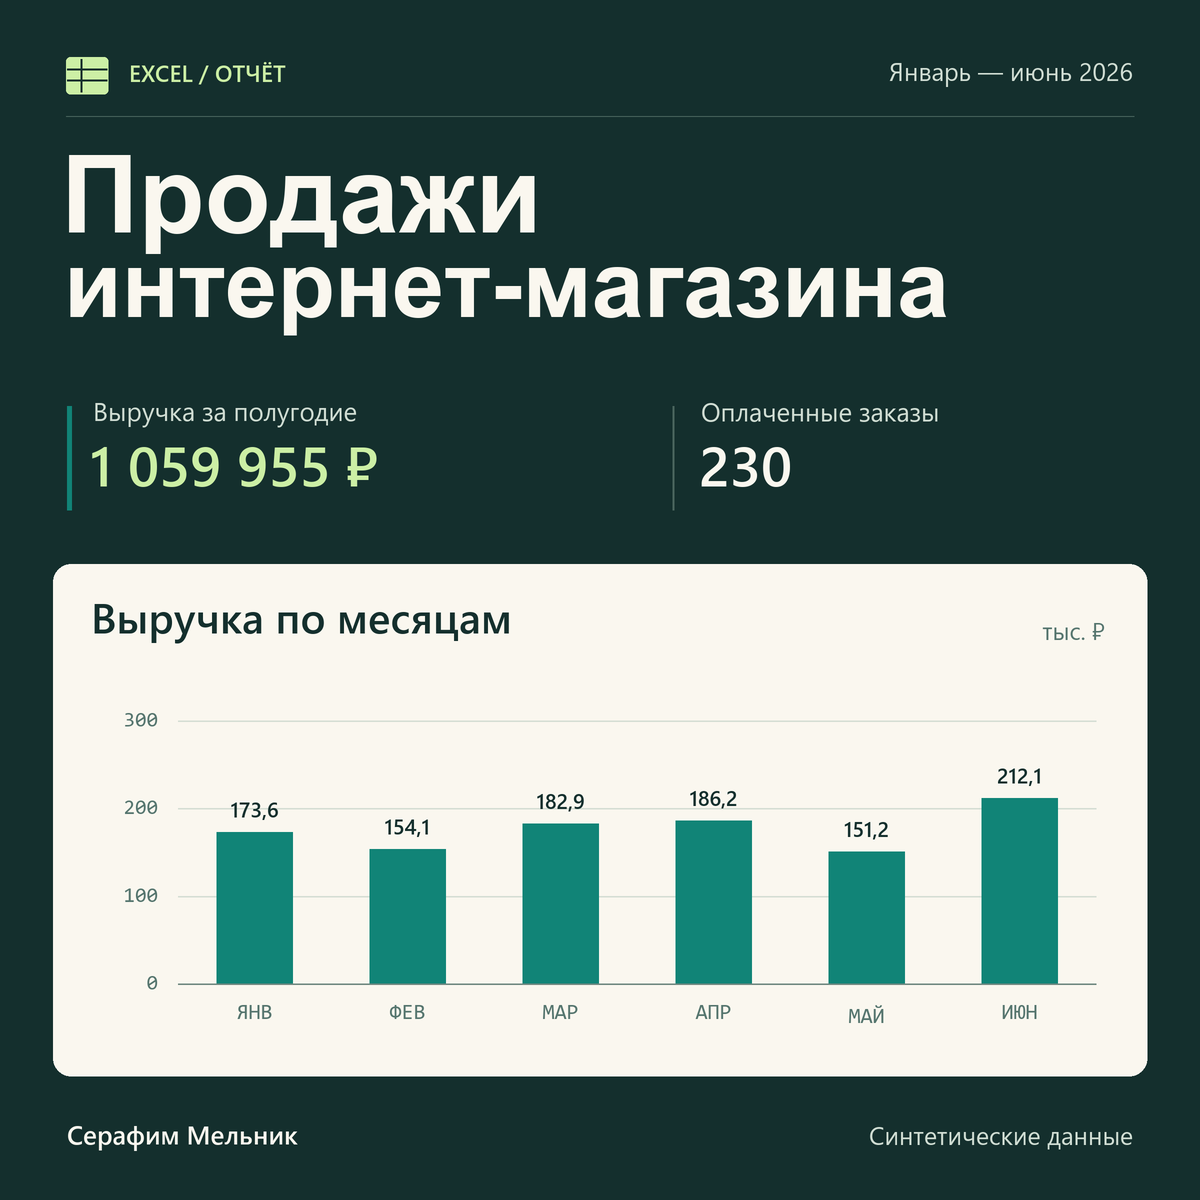 EXCEL / ОТЧЁТ
Январь — июнь 2026
Продажи
интернет-магазина
Выручка за полугодие
1 059 955 ₽
Оплаченные заказы
230
Выручка по месяцам
тыс. ₽
300
200
100
0
173,6
154,1
182,9
186,2
151,2
212,1
ЯНВ
ФЕВ
МАР
АПР
МАЙ
ИЮН
Серафим Мельник
Синтетические данные